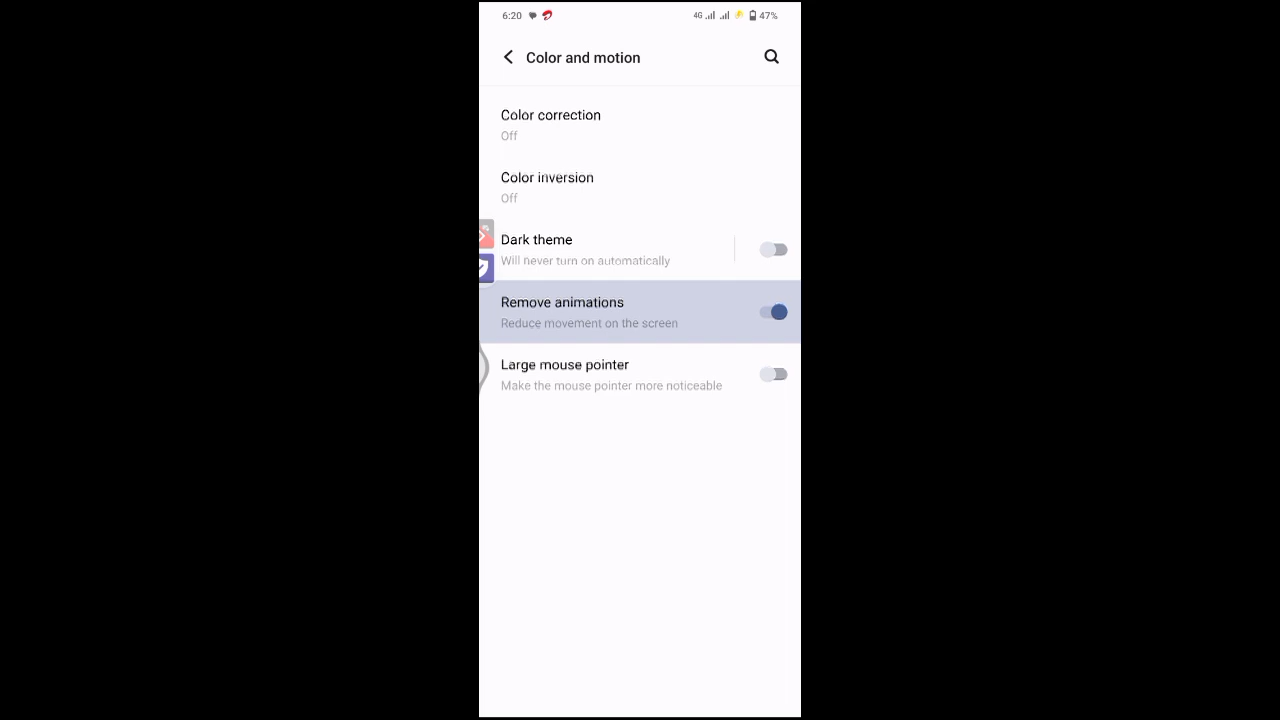 6:20 4G 47%
Color and motion
Color correction
Off
Color inversion
Off
Dark theme
Will never turn on automatically
Remove animations
Reduce movement on the screen
Large mouse pointer
Make the mouse pointer more noticeable